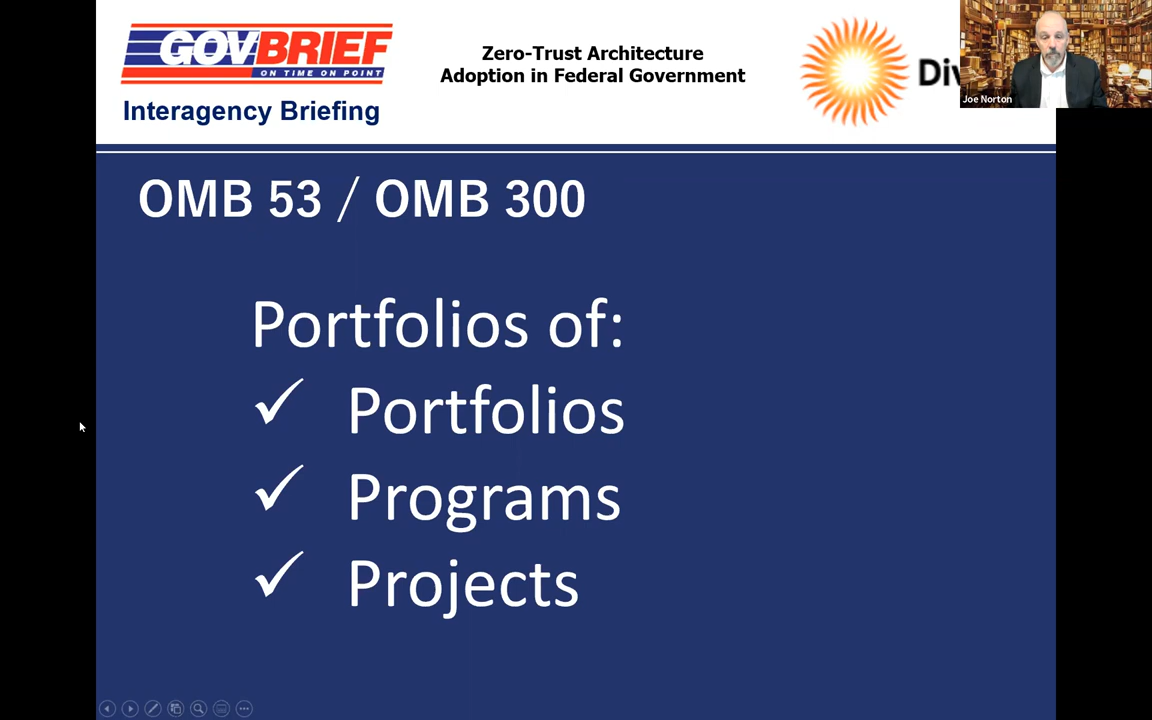 GOVBRIEF
ON TIME ON POINT
Interagency Briefing
Zero-Trust Architecture
Adoption in Federal Government
Joe Norton
OMB 53 / OMB 300
Portfolios of:
✓ Portfolios
✓ Programs
✓ Projects